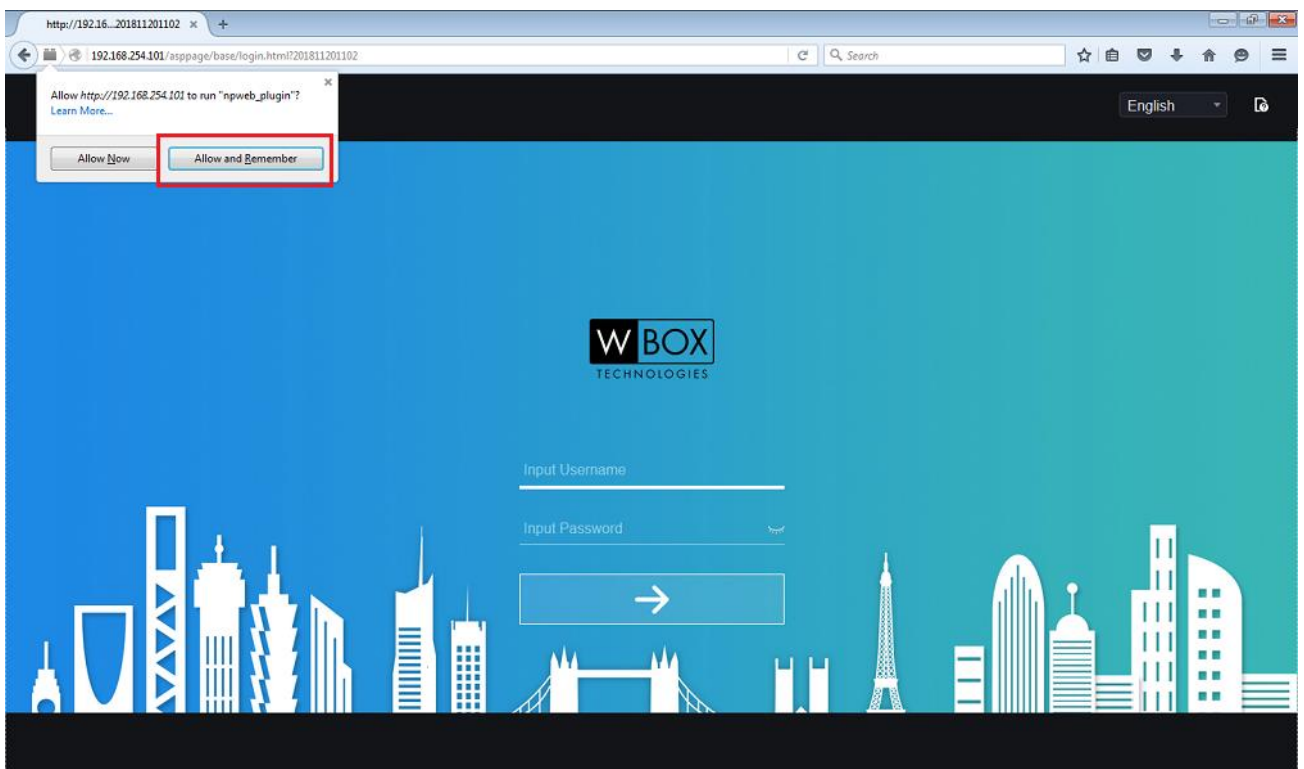 http://192.16...201811201102
192.168.254.101/asppage/base/login.html?201811201102
Search
Allow http://192.168.254.101 to run "npweb_plugin"?
Learn More...
Allow Now
Allow and Remember
English
W BOX
TECHNOLOGIES
Input Username
Input Password